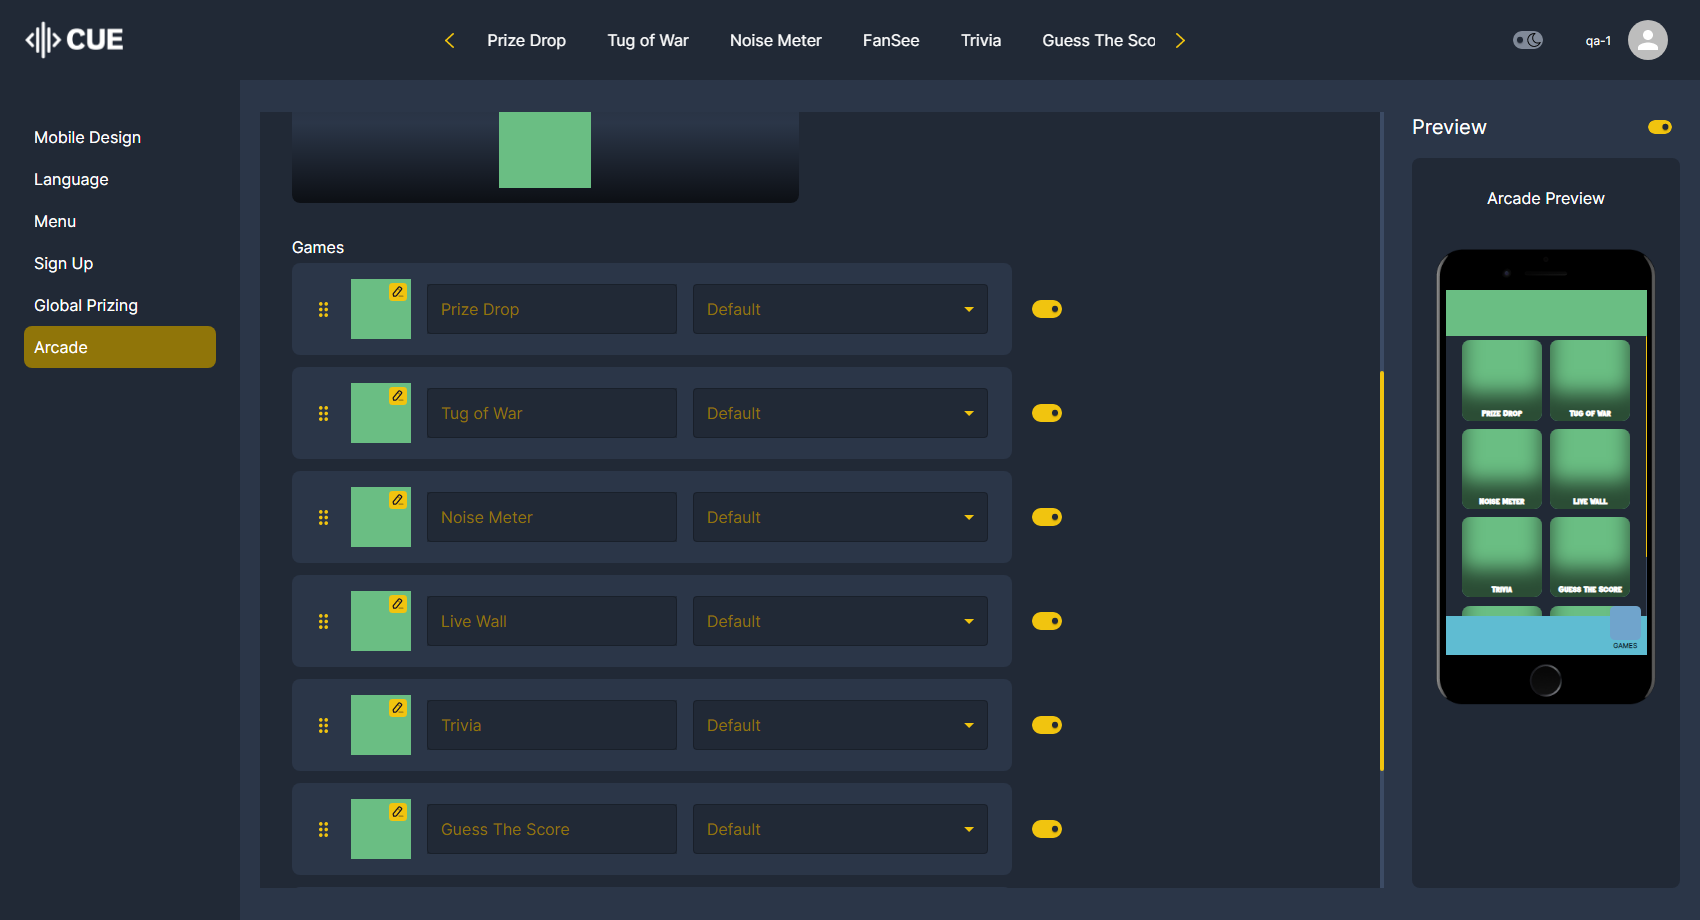 CUE
Prize Drop
Tug of War
Noise Meter
FanSee
Trivia
Guess The Sco
qa-1
Mobile Design
Language
Menu
Sign Up
Global Prizing
Arcade
Games
Prize Drop
Default
Tug of War
Default
Noise Meter
Default
Live Wall
Default
Trivia
Default
Guess The Score
Default
Preview
Arcade Preview
Prize Drop
Tug of War
Noise Meter
Live Wall
Trivia
Guess The Score
GAMES